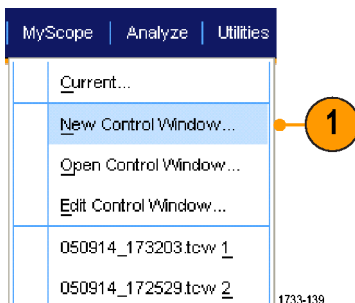 MyScope | Analyze | Utilities
Current...
New Control Window...
1
Open Control Window...
Edit Control Window...
050914_173203.tcw 1
050914_172529.tcw 2
1733-139